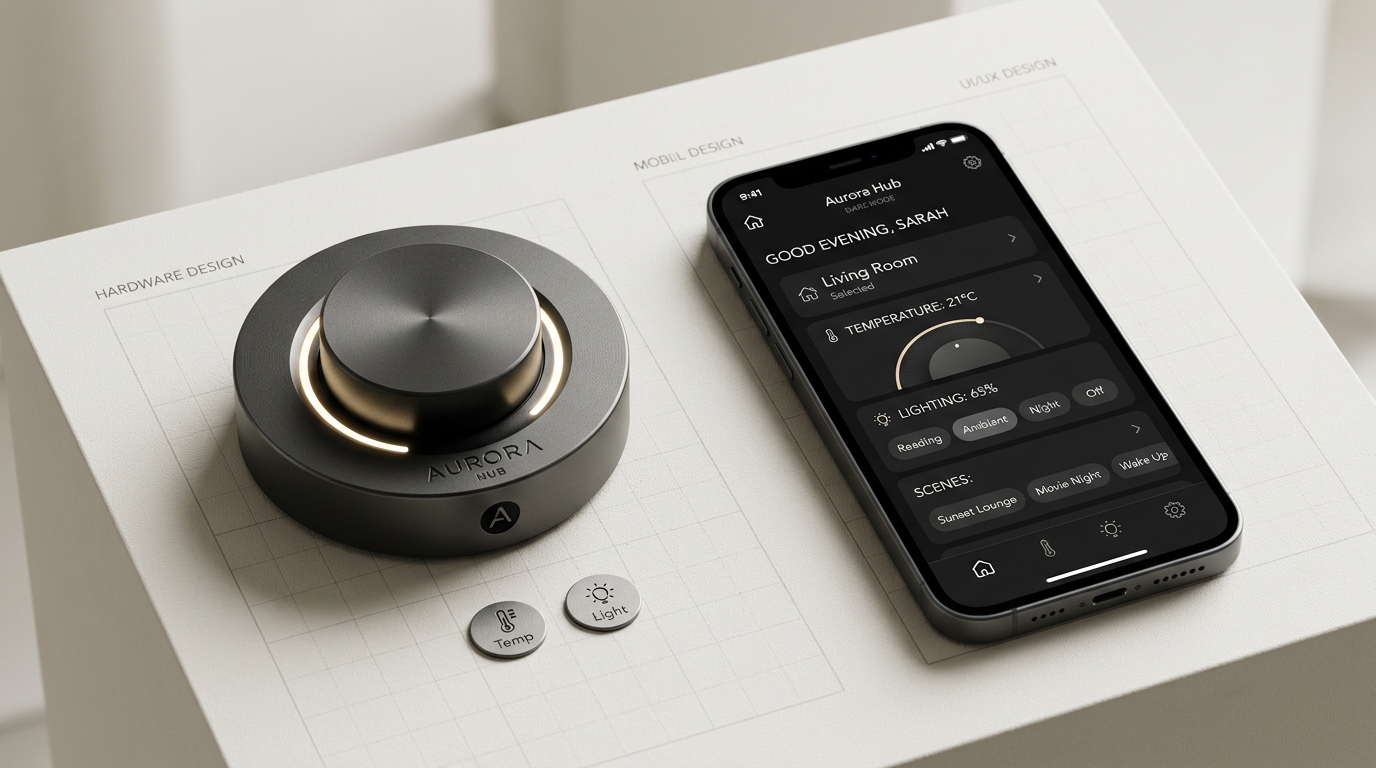 HARDWARE DESIGN
MOBIL DESIGN
UI/UX DESIGN
AURORA
NUB
A
Temp
Light
9:41
Aurora Hub
DARK MODE
GOOD EVENING, SARAH
Living Room
Selected
TEMPERATURE: 21°C
LIGHTING: 65%
Reading
Ambient
Night
Off
SCENES:
Sunset Lounge
Movie Night
Wake Up